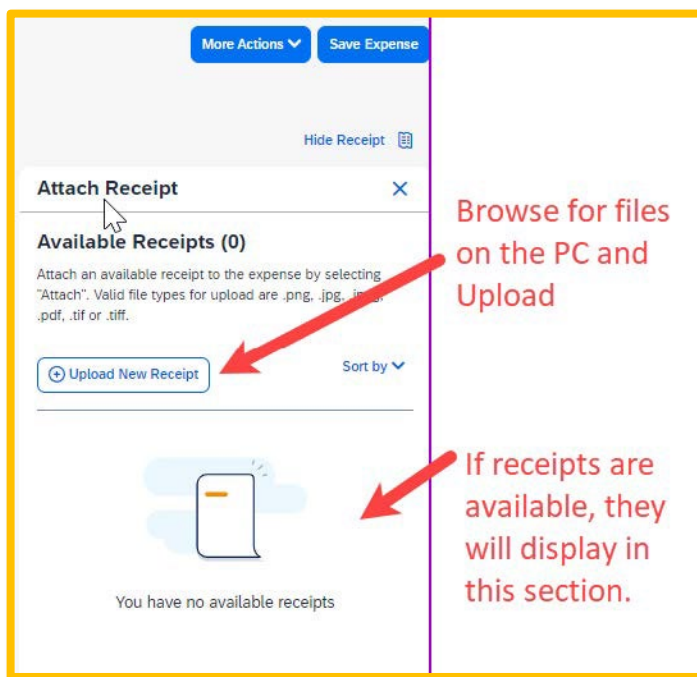 More Actions
Save Expense
Hide Receipt
Attach Receipt
Available Receipts (0)
Attach an available receipt to the expense by selecting
"Attach". Valid file types for upload are .png, .jpg, .jpeg,
.pdf, .tif or .tiff.
Upload New Receipt
Sort by
You have no available receipts
Browse for files
on the PC and
Upload
If receipts are
available, they
will display in
this section.